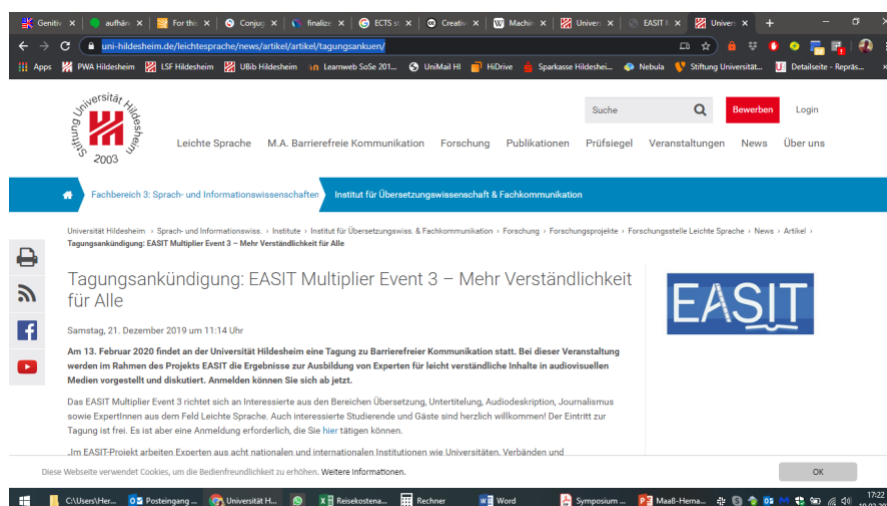 Genitiv
aufhän
For this
Conjug
finalize
ECTS st
Creativ
Machin
Univer
EASIT
Univer
uni-hildesheim.de/leichtesprache/news/artikel/artikel/tagungsankuen/
Apps PWA Hildesheim LSF Hildesheim UBib Hildesheim Learnweb SoSe 201... UniMail HI HiDrive Sparkasse Hildeshei... Nebula Stiftung Universität... Detailseite - Repräs...
Stiftung Universität Hildesheim
2003
Suche Bewerben Login
Leichte Sprache M.A. Barrierefreie Kommunikation Forschung Publikationen Prüfsiegel Veranstaltungen News Über uns
Fachbereich 3: Sprach- und Informationswissenschaften Institut für Übersetzungswissenschaft & Fachkommunikation
Universität Hildesheim › Sprach- und Informationswiss. › Institute › Institut für Übersetzungswiss. & Fachkommunikation › Forschung › Forschungsprojekte › Forschungsstelle Leichte Sprache › News › Artikel ›
Tagungsankündigung: EASIT Multiplier Event 3 – Mehr Verständlichkeit für Alle
Tagungsankündigung: EASIT Multiplier Event 3 – Mehr Verständlichkeit
für Alle
EASIT
Samstag, 21. Dezember 2019 um 11:14 Uhr
Am 13. Februar 2020 findet an der Universität Hildesheim eine Tagung zu Barrierefreier Kommunikation statt. Bei dieser Veranstaltung
werden im Rahmen des Projekts EASIT die Ergebnisse zur Ausbildung von Experten für leicht verständliche Inhalte in audiovisuellen
Medien vorgestellt und diskutiert. Anmelden können Sie sich ab jetzt.
Das EASIT Multiplier Event 3 richtet sich an Interessierte aus den Bereichen Übersetzung, Untertitelung, Audiodeskription, Journalismus
sowie ExpertInnen aus dem Feld Leichte Sprache. Auch interessierte Studierende und Gäste sind herzlich willkommen! Der Eintritt zur
Tagung ist frei. Es ist aber eine Anmeldung erforderlich, die Sie hier tätigen können.
„Im EASIT-Projekt arbeiten Experten aus acht nationalen und internationalen Institutionen wie Universitäten, Verbänden und
Diese Webseite verwendet Cookies, um die Bedienfreundlichkeit zu erhöhen. Weitere Informationen. OK
C:\Users\Her... Posteingang ... Universität H... Reisekostena... Rechner Word Symposium ... Maaß-Herna... 17:22